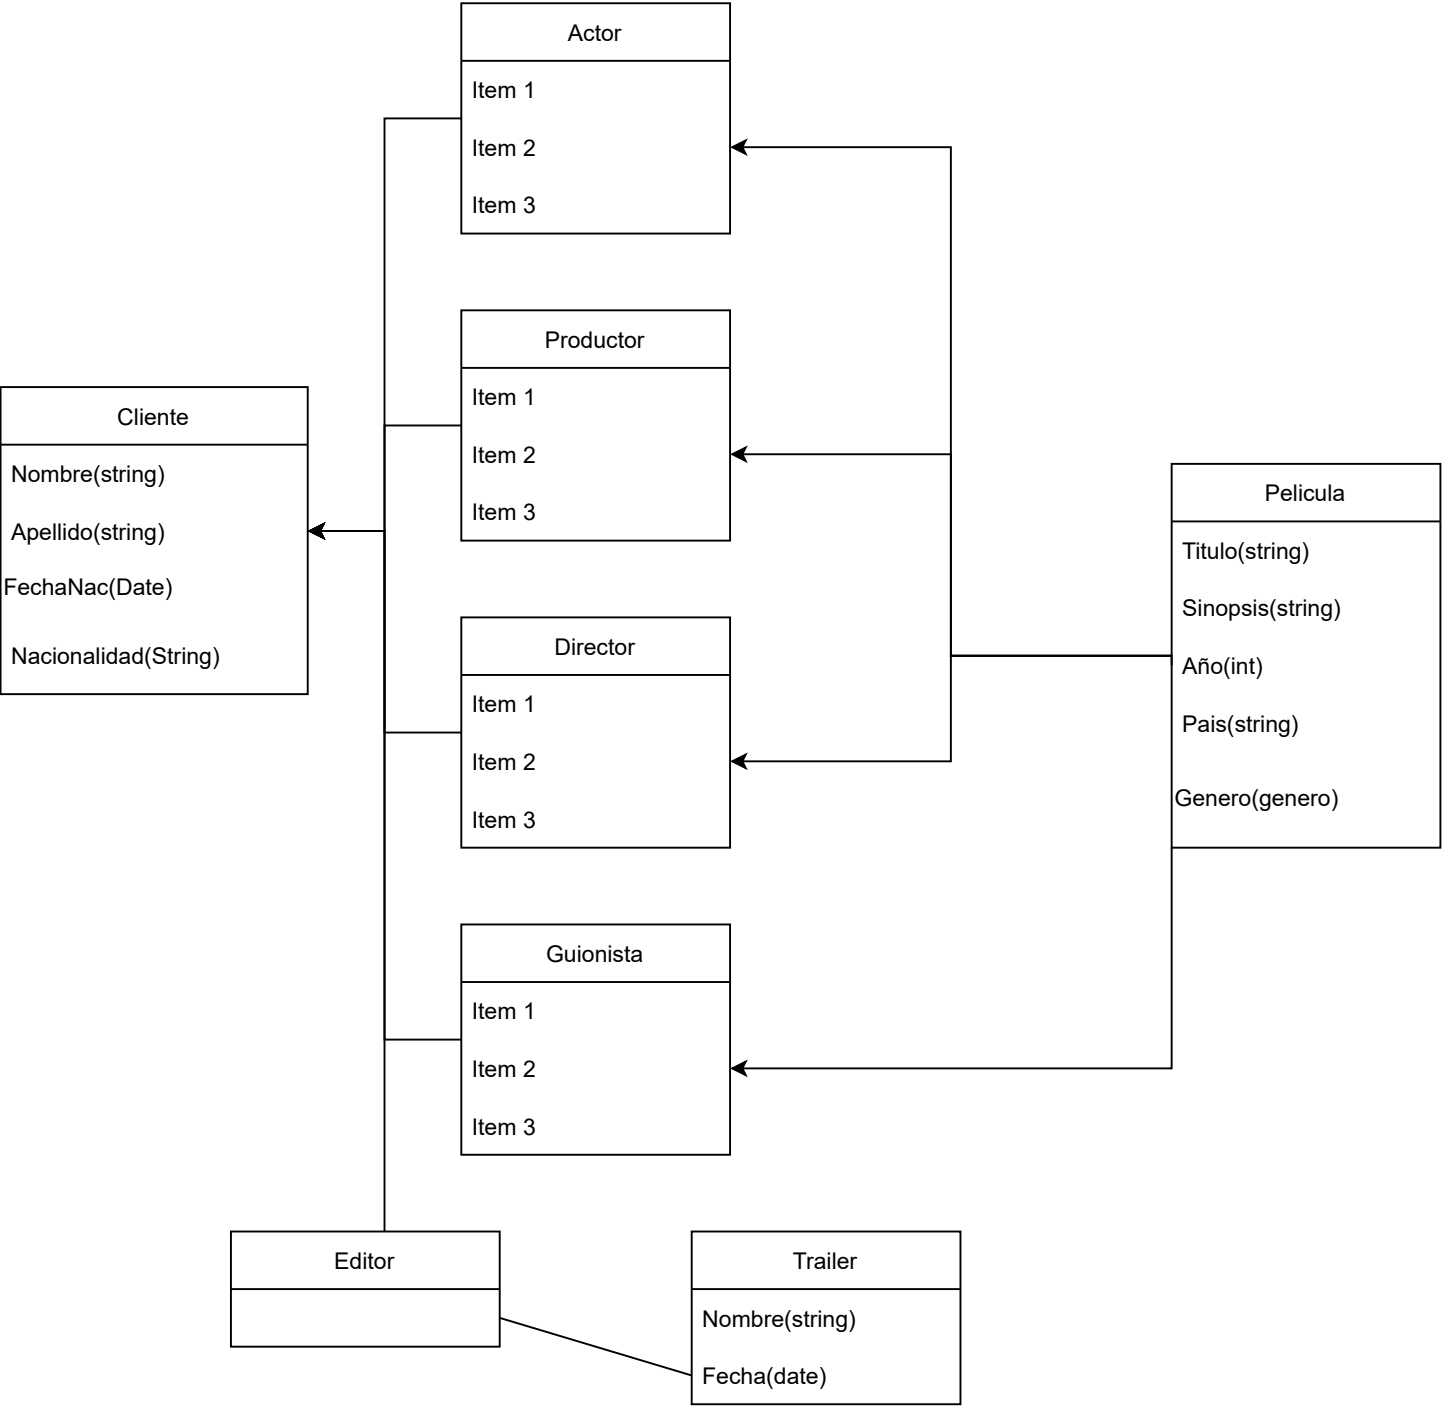 Actor
Item 1
Item 2
Item 3
Productor
Item 1
Item 2
Item 3
Cliente
Nombre(string)
Apellido(string)
FechaNac(Date)
Nacionalidad(String)
Pelicula
Titulo(string)
Sinopsis(string)
Año(int)
Pais(string)
Genero(genero)
Director
Item 1
Item 2
Item 3
Guionista
Item 1
Item 2
Item 3
Editor
Trailer
Nombre(string)
Fecha(date)